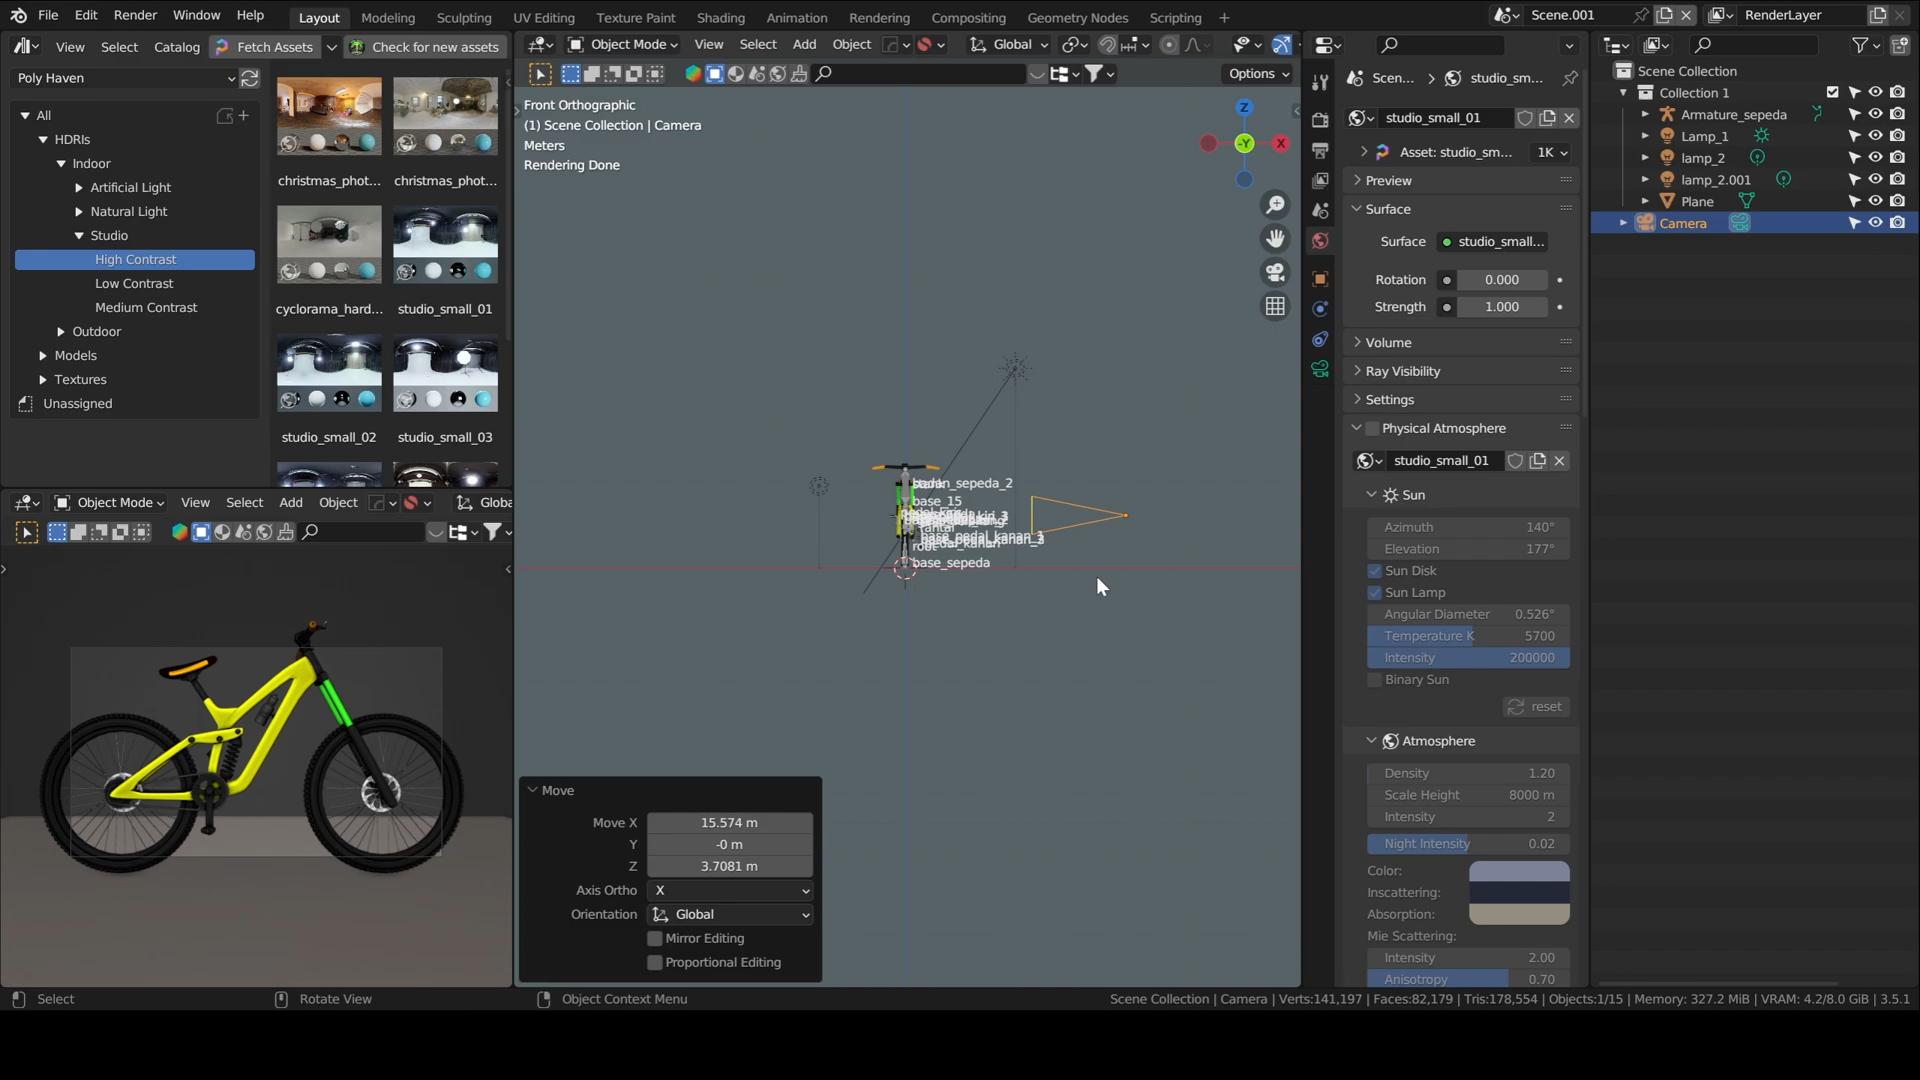 File Edit Render Window Help Layout Modeling Sculpting UV Editing Texture Paint Shading Animation Rendering Compositing Geometry Nodes Scripting + Scene.001 RenderLayer
View Select Catalog Fetch Assets Check for new assets
Poly Haven
All
HDRIs
Indoor
Artificial Light
Natural Light
Studio
High Contrast
Low Contrast
Medium Contrast
Outdoor
Models
Textures
Unassigned
christmas_phot... christmas_phot...
cyclorama_hard... studio_small_01
studio_small_02 studio_small_03
Object Mode View Select Add Object Globa
Object Mode View Select Add Object Global
Options
Front Orthographic
(1) Scene Collection | Camera
Meters
Rendering Done
Z
-Y X
badan_sepeda_2
base_15
rantai
base_pedal_kanan_1
pedal_kanan
root
base_sepeda
Move
Move X 15.574 m
Y -0 m
Z 3.7081 m
Axis Ortho X
Orientation Global
Mirror Editing
Proportional Editing
Scen... studio_sm...
studio_small_01
Asset: studio_sm... 1K
Preview
Surface
Surface studio_small...
Rotation 0.000
Strength 1.000
Volume
Ray Visibility
Settings
Physical Atmosphere
studio_small_01
Sun
Azimuth 140°
Elevation 177°
Sun Disk
Sun Lamp
Angular Diameter 0.526°
Temperature K 5700
Intensity 200000
Binary Sun
reset
Atmosphere
Density 1.20
Scale Height 8000 m
Intensity 2
Night Intensity 0.02
Color:
Inscattering:
Absorption:
Mie Scattering:
Intensity 2.00
Anisotropy 0.70
Scene Collection
Collection 1
Armature_sepeda
Lamp_1
lamp_2
lamp_2.001
Plane
Camera
Select Rotate View Object Context Menu Scene Collection | Camera | Verts:141,197 | Faces:82,179 | Tris:178,554 | Objects:1/15 | Memory: 327.2 MiB | VRAM: 4.2/8.0 GiB | 3.5.1